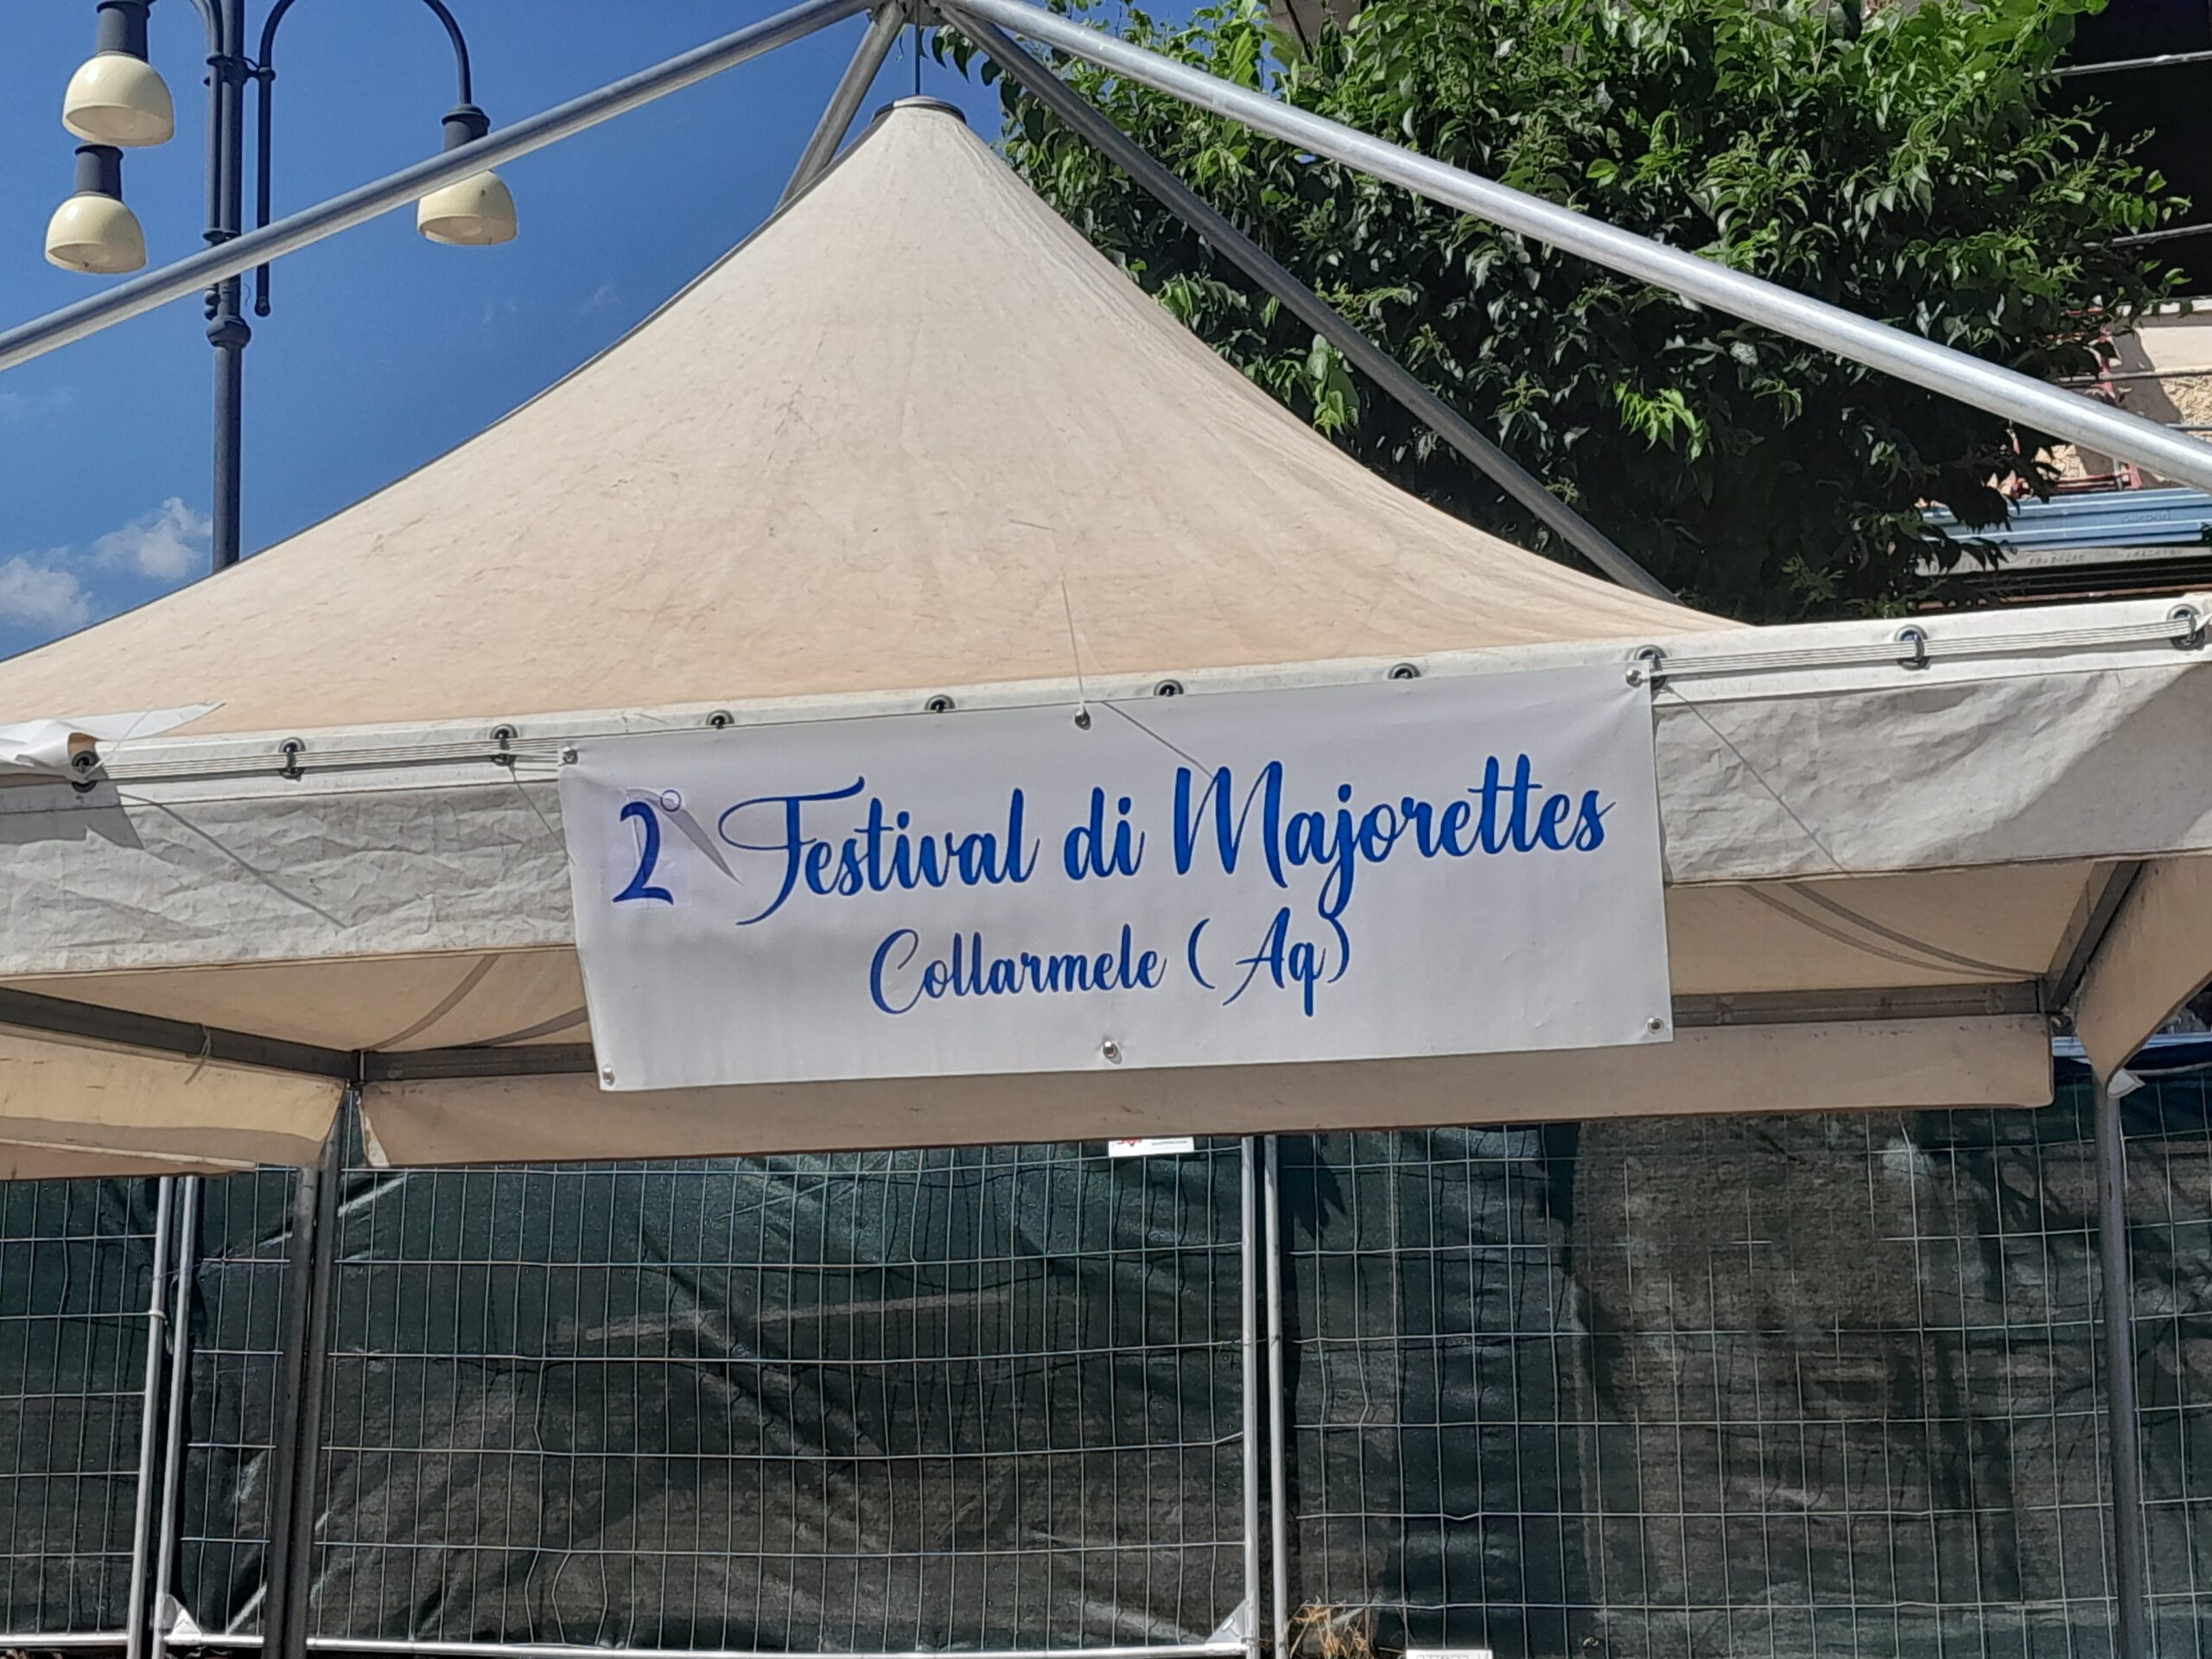 2° Festival di Majorettes
Collarmele (Aq)